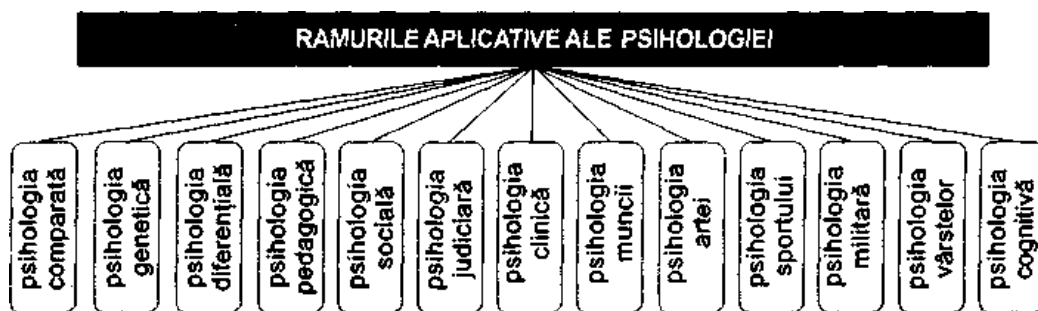 RAMURILE APLICATIVE ALE PSIHOLOGIEI
psihologia
comparată
psihologia
genetică
psihologia
diferențială
psihologia
pedagogică
psihologia
socială
psihologia
judiciară
psihologia
clinică
psihologia
muncii
psihologia
artei
psihologia
sportului
psihologia
militară
psihologia
vârstelor
psihologia
cognitivă